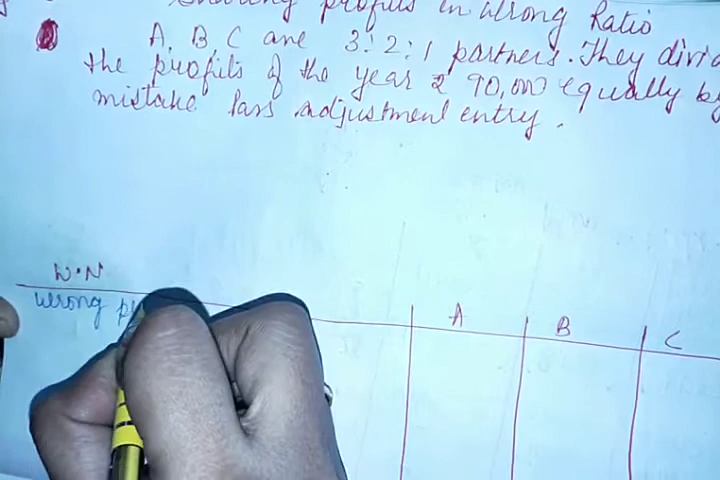 Sharing profits in wrong Ratio
A, B, C are 3:2:1 partners. They divid
the profits of the year ₹ 90,000 equally by
mistake Pass adjustment entry.
W.N
wrong p
A B C